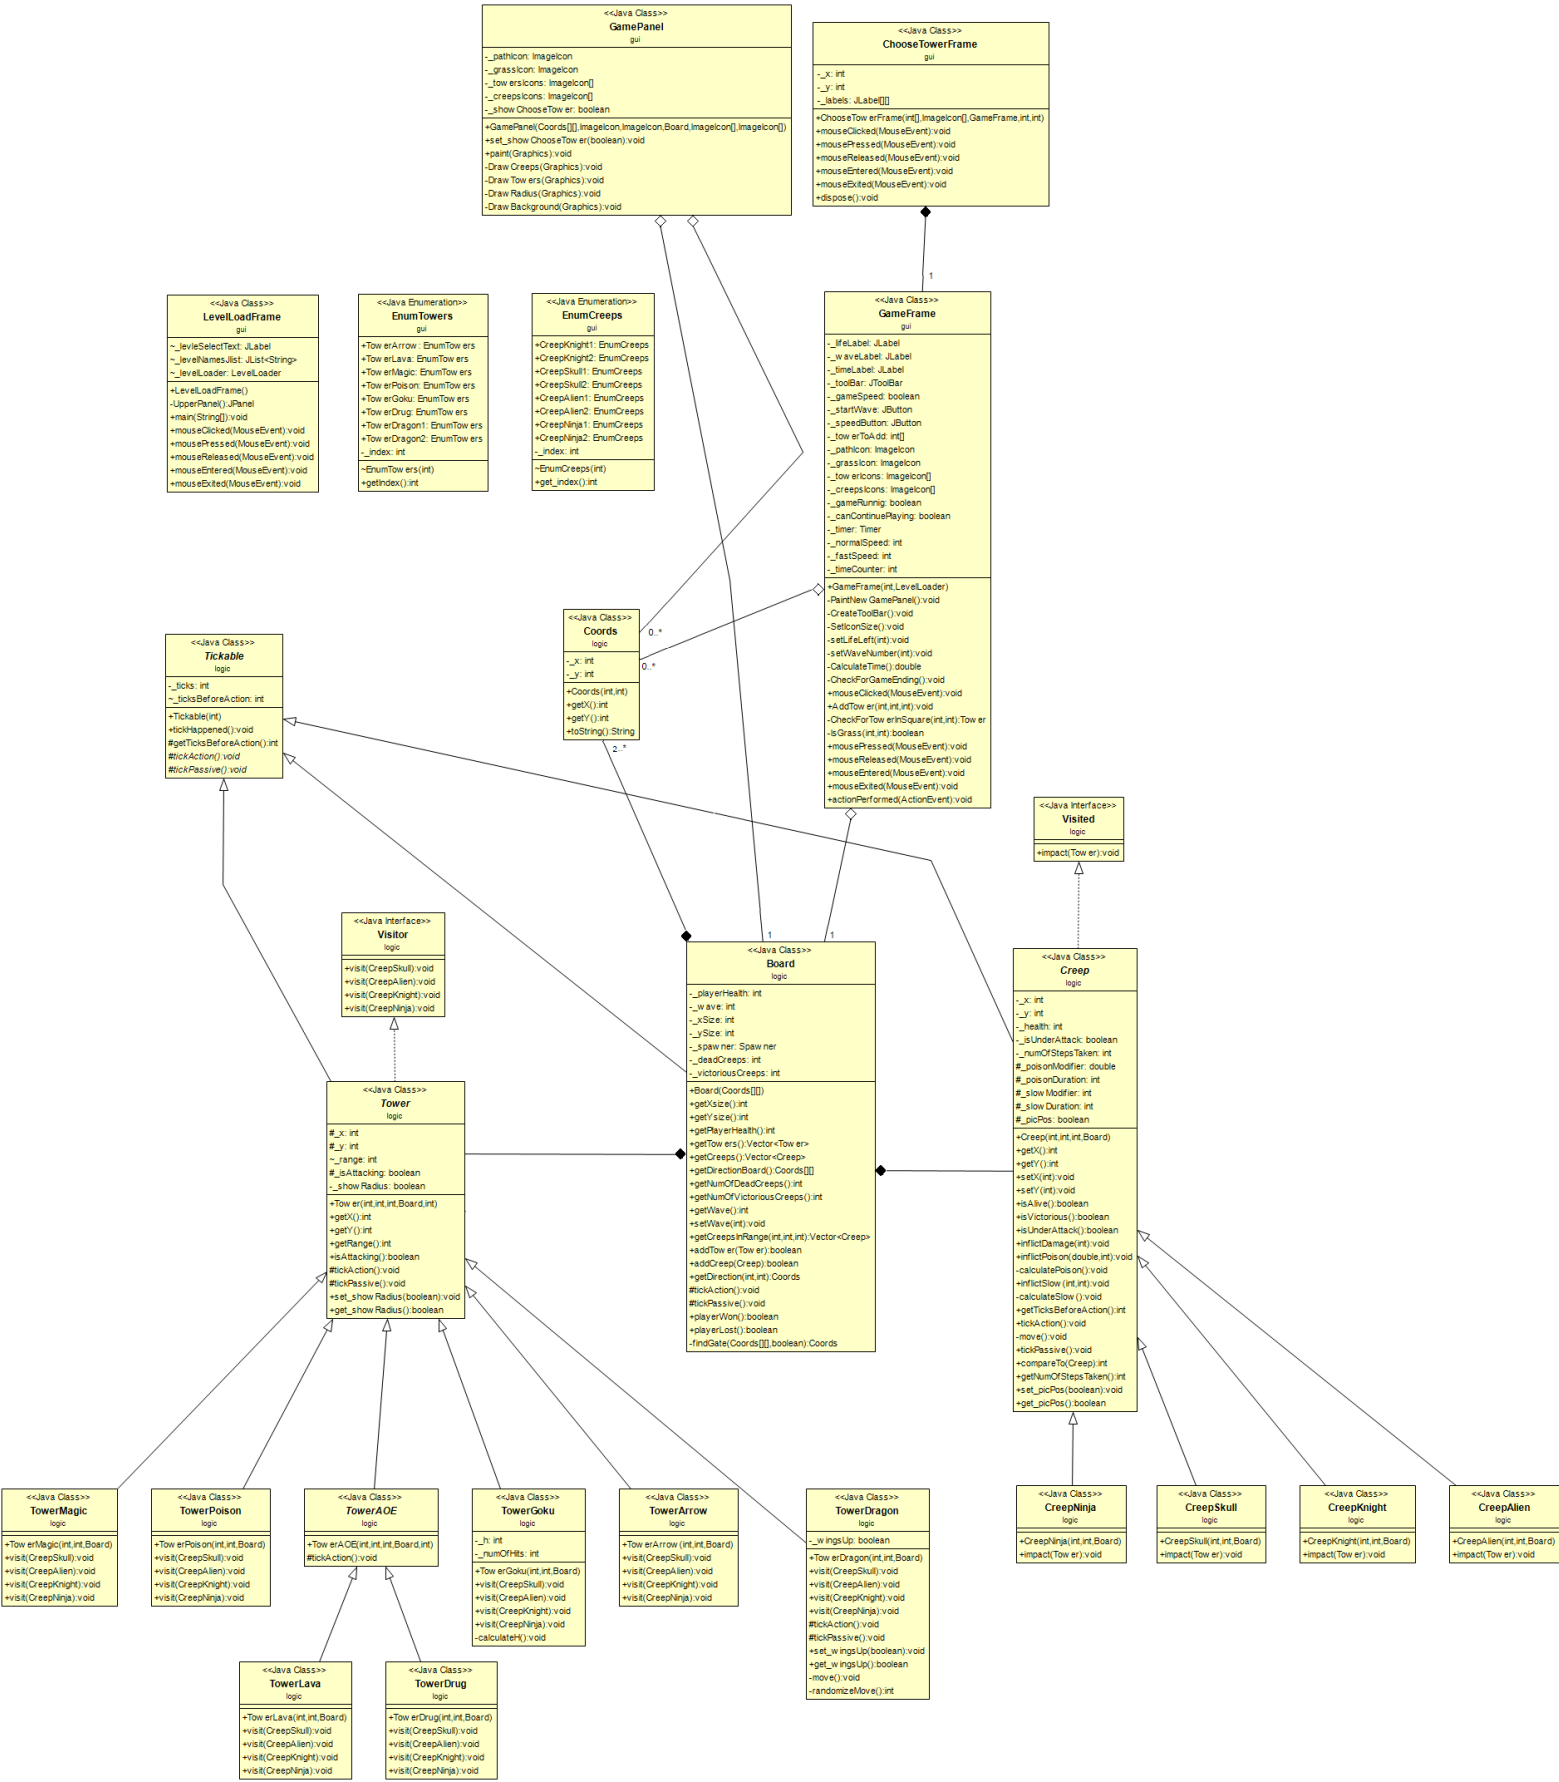 <<Java Class>>
GamePanel
gui
-_pathIcon: ImageIcon
-_grassIcon: ImageIcon
-_towersIcons: ImageIcon[]
-_creepsIcons: ImageIcon[]
-_showChooseTower: boolean
+GamePanel(Coords[][],ImageIcon,ImageIcon,Board,ImageIcon[],ImageIcon[])
+set_showChooseTower(boolean):void
+paint(Graphics):void
-DrawCreeps(Graphics):void
-DrawTowers(Graphics):void
-DrawRadius(Graphics):void
-DrawBackground(Graphics):void
<<Java Class>>
ChooseTowerFrame
gui
-_x: int
-_y: int
-_labels: JLabel[][]
+ChooseTowerFrame(int[],ImageIcon[],GameFrame,int,int)
+mouseClicked(MouseEvent):void
+mousePressed(MouseEvent):void
+mouseReleased(MouseEvent):void
+mouseEntered(MouseEvent):void
+mouseExited(MouseEvent):void
+dispose():void
1
<<Java Class>>
LevelLoadFrame
gui
~_levleSelectText: JLabel
~_levelNamesJlist: JList<String>
~_levelLoader: LevelLoader
+LevelLoadFrame()
-UpperPanel():JPanel
+main(String[]):void
+mouseClicked(MouseEvent):void
+mousePressed(MouseEvent):void
+mouseReleased(MouseEvent):void
+mouseEntered(MouseEvent):void
+mouseExited(MouseEvent):void
<<Java Enumeration>>
EnumTowers
gui
+TowerArrow: EnumTowers
+TowerLava: EnumTowers
+TowerMagic: EnumTowers
+TowerPoison: EnumTowers
+TowerGoku: EnumTowers
+TowerDrug: EnumTowers
+TowerDragon1: EnumTowers
+TowerDragon2: EnumTowers
-_index: int
~EnumTowers(int)
+getIndex():int
<<Java Enumeration>>
EnumCreeps
gui
+CreepKnight1: EnumCreeps
+CreepKnight2: EnumCreeps
+CreepSkull1: EnumCreeps
+CreepSkull2: EnumCreeps
+CreepAlien1: EnumCreeps
+CreepAlien2: EnumCreeps
+CreepNinja1: EnumCreeps
+CreepNinja2: EnumCreeps
-_index: int
~EnumCreeps(int)
+get_index():int
<<Java Class>>
GameFrame
gui
-_lifeLabel: JLabel
-_waveLabel: JLabel
-_timeLabel: JLabel
-_toolBar: JToolBar
-_gameSpeed: boolean
-_startWave: JButton
-_speedButton: JButton
-_towerToAdd: int[]
-_pathIcon: ImageIcon
-_grassIcon: ImageIcon
-_towerIcons: ImageIcon[]
-_creepsIcons: ImageIcon[]
-_gameRunnig: boolean
-_canContinuePlaying: boolean
-_timer: Timer
-_normalSpeed: int
-_fastSpeed: int
-_timeCounter: int
+GameFrame(int,LevelLoader)
-PaintNewGamePanel():void
-CreateToolBar():void
-SetIconSize():void
-setLifeLeft(int):void
-setWaveNumber(int):void
-CalculateTime():double
-CheckForGameEnding():void
+mouseClicked(MouseEvent):void
+AddTower(int,int,int):void
-CheckForTowerInSquare(int,int):Tower
-IsGrass(int,int):boolean
+mousePressed(MouseEvent):void
+mouseReleased(MouseEvent):void
+mouseEntered(MouseEvent):void
+mouseExited(MouseEvent):void
+actionPerformed(ActionEvent):void
<<Java Class>>
Coords
logic
-_x: int
-_y: int
+Coords(int,int)
+getX():int
+getY():int
+toString():String
0..*
0..*
2..*
<<Java Class>>
Tickable
logic
-_ticks: int
~_ticksBeforeAction: int
+Tickable(int)
+tickHappened():void
#getTicksBeforeAction():int
#tickAction():void
#tickPassive():void
<<Java Interface>>
Visited
logic
+impact(Tower):void
<<Java Interface>>
Visitor
logic
+visit(CreepSkull):void
+visit(CreepAlien):void
+visit(CreepKnight):void
+visit(CreepNinja):void
1
1
<<Java Class>>
Board
logic
-_playerHealth: int
-_wave: int
-_xSize: int
-_ySize: int
-_spawner: Spawner
-_deadCreeps: int
-_victoriousCreeps: int
+Board(Coords[][])
+getXsize():int
+getYsize():int
+getPlayerHealth():int
+getTowers():Vector<Tower>
+getCreeps():Vector<Creep>
+getDirectionBoard():Coords[][]
+getNumOfDeadCreeps():int
+getNumOfVictoriousCreeps():int
+getWave():int
+setWave(int):void
+getCreepsInRange(int,int,int):Vector<Creep>
+addTower(Tower):boolean
+addCreep(Creep):boolean
+getDirection(int,int):Coords
#tickAction():void
#tickPassive():void
+playerWon():boolean
+playerLost():boolean
-findGate(Coords[][],boolean):Coords
<<Java Class>>
Creep
logic
-_x: int
-_y: int
-_health: int
-_isUnderAttack: boolean
-_numOfStepsTaken: int
#_poisonModifier: double
#_poisonDuration: int
#_slowModifier: int
#_slowDuration: int
#_picPos: boolean
+Creep(int,int,int,Board)
+getX():int
+getY():int
+setX(int):void
+setY(int):void
+isAlive():boolean
+isVictorious():boolean
+isUnderAttack():boolean
+inflictDamage(int):void
+inflictPoison(double,int):void
-calculatePoison():void
+inflictSlow(int,int):void
-calculateSlow():void
+getTicksBeforeAction():int
+tickAction():void
-move():void
+tickPassive():void
+compareTo(Creep):int
+getNumOfStepsTaken():int
+set_picPos(boolean):void
+get_picPos():boolean
<<Java Class>>
Tower
logic
#_x: int
#_y: int
~_range: int
#_isAttacking: boolean
-_showRadius: boolean
+Tower(int,int,int,Board,int)
+getX():int
+getY():int
+getRange():int
+isAttacking():boolean
#tickAction():void
#tickPassive():void
+set_showRadius(boolean):void
+get_showRadius():boolean
<<Java Class>>
TowerMagic
logic
+TowerMagic(int,int,Board)
+visit(CreepSkull):void
+visit(CreepAlien):void
+visit(CreepKnight):void
+visit(CreepNinja):void
<<Java Class>>
TowerPoison
logic
+TowerPoison(int,int,Board)
+visit(CreepSkull):void
+visit(CreepAlien):void
+visit(CreepKnight):void
+visit(CreepNinja):void
<<Java Class>>
TowerAOE
logic
+TowerAOE(int,int,int,Board,int)
#tickAction():void
<<Java Class>>
TowerGoku
logic
-_h: int
-_numOfHits: int
+TowerGoku(int,int,Board)
+visit(CreepSkull):void
+visit(CreepAlien):void
+visit(CreepKnight):void
+visit(CreepNinja):void
-calculateH():void
<<Java Class>>
TowerArrow
logic
+TowerArrow(int,int,Board)
+visit(CreepSkull):void
+visit(CreepAlien):void
+visit(CreepKnight):void
+visit(CreepNinja):void
<<Java Class>>
TowerDragon
logic
-_wingsUp: boolean
+TowerDragon(int,int,Board)
+visit(CreepSkull):void
+visit(CreepAlien):void
+visit(CreepKnight):void
+visit(CreepNinja):void
#tickAction():void
#tickPassive():void
+set_wingsUp(boolean):void
+get_wingsUp():boolean
-move():void
-randomizeMove():int
<<Java Class>>
CreepNinja
logic
+CreepNinja(int,int,Board)
+impact(Tower):void
<<Java Class>>
CreepSkull
logic
+CreepSkull(int,int,Board)
+impact(Tower):void
<<Java Class>>
CreepKnight
logic
+CreepKnight(int,int,Board)
+impact(Tower):void
<<Java Class>>
CreepAlien
logic
+CreepAlien(int,int,Board)
+impact(Tower):void
<<Java Class>>
TowerLava
logic
+TowerLava(int,int,Board)
+visit(CreepSkull):void
+visit(CreepAlien):void
+visit(CreepKnight):void
+visit(CreepNinja):void
<<Java Class>>
TowerDrug
logic
+TowerDrug(int,int,Board)
+visit(CreepSkull):void
+visit(CreepAlien):void
+visit(CreepKnight):void
+visit(CreepNinja):void